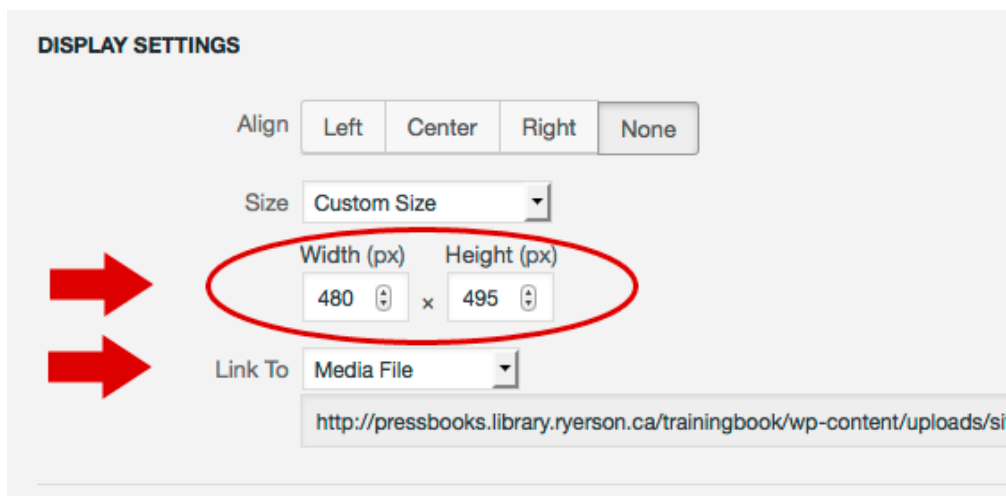 DISPLAY SETTINGS
Align Left Center Right None
Size Custom Size
Width (px) Height (px)
480 × 495
Link To Media File
http://pressbooks.library.ryerson.ca/trainingbook/wp-content/uploads/si